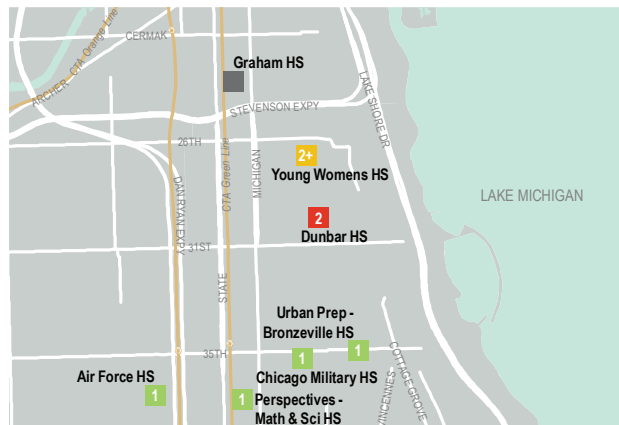 CERMAK
ARCHER - CTA Orange Line
Graham HS
LAKE SHORE DR
STEVENSON EXPY
26TH
2+
Young Womens HS
CTA Green Line
MICHIGAN
DAN RYAN EXPY
LAKE MICHIGAN
2
Dunbar HS
31ST
STATE
Urban Prep -
Bronzeville HS
1
35TH
1
Chicago Military HS
COTTAGE GROVE
VINCENNES
Air Force HS
1
1
Perspectives -
Math & Sci HS